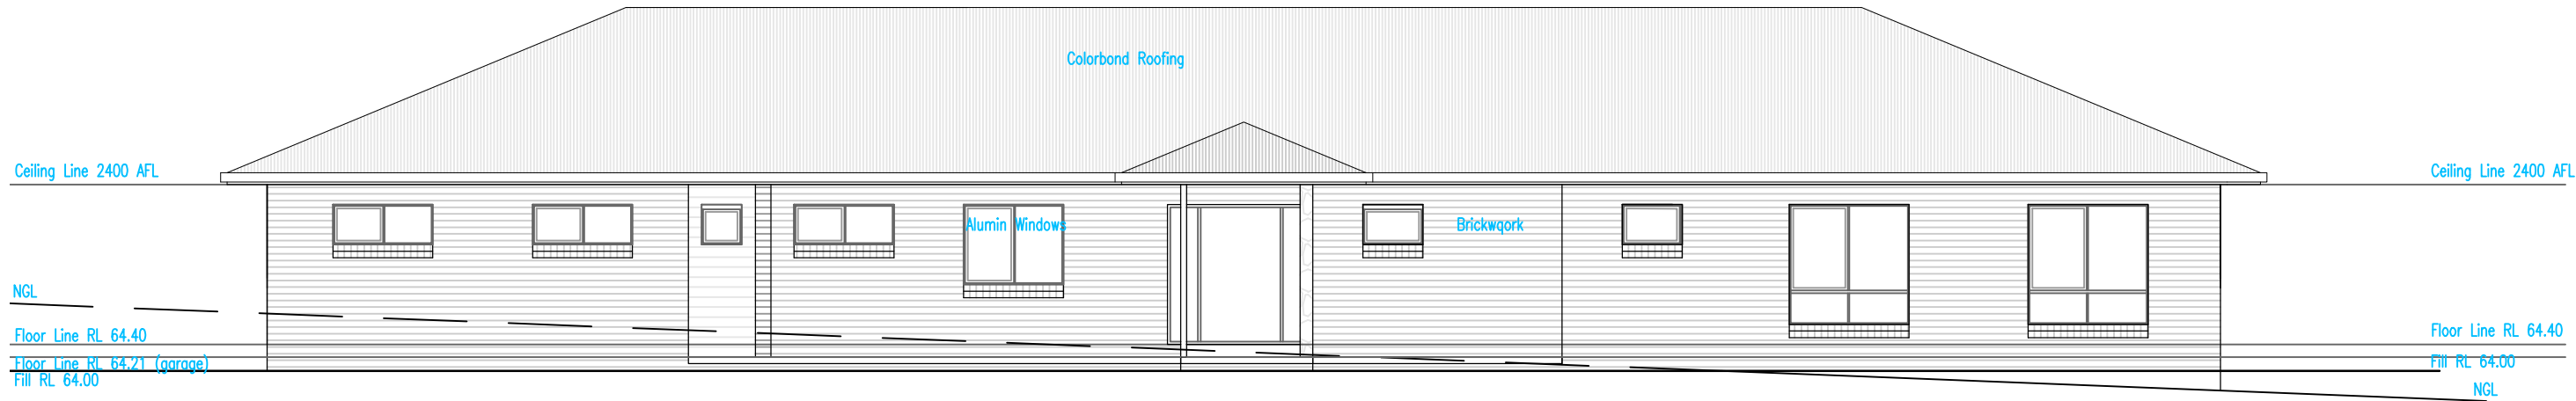 Colorbond Roofing
Ceiling Line 2400 AFL
Ceiling Line 2400 AFL
Alumin Windows
Brickwqork
NGL
Floor Line RL 64.40
Floor Line RL 64.40
Floor Line RL 64.21 (garage)
Fill RL 64.00
Fill RL 64.00
NGL